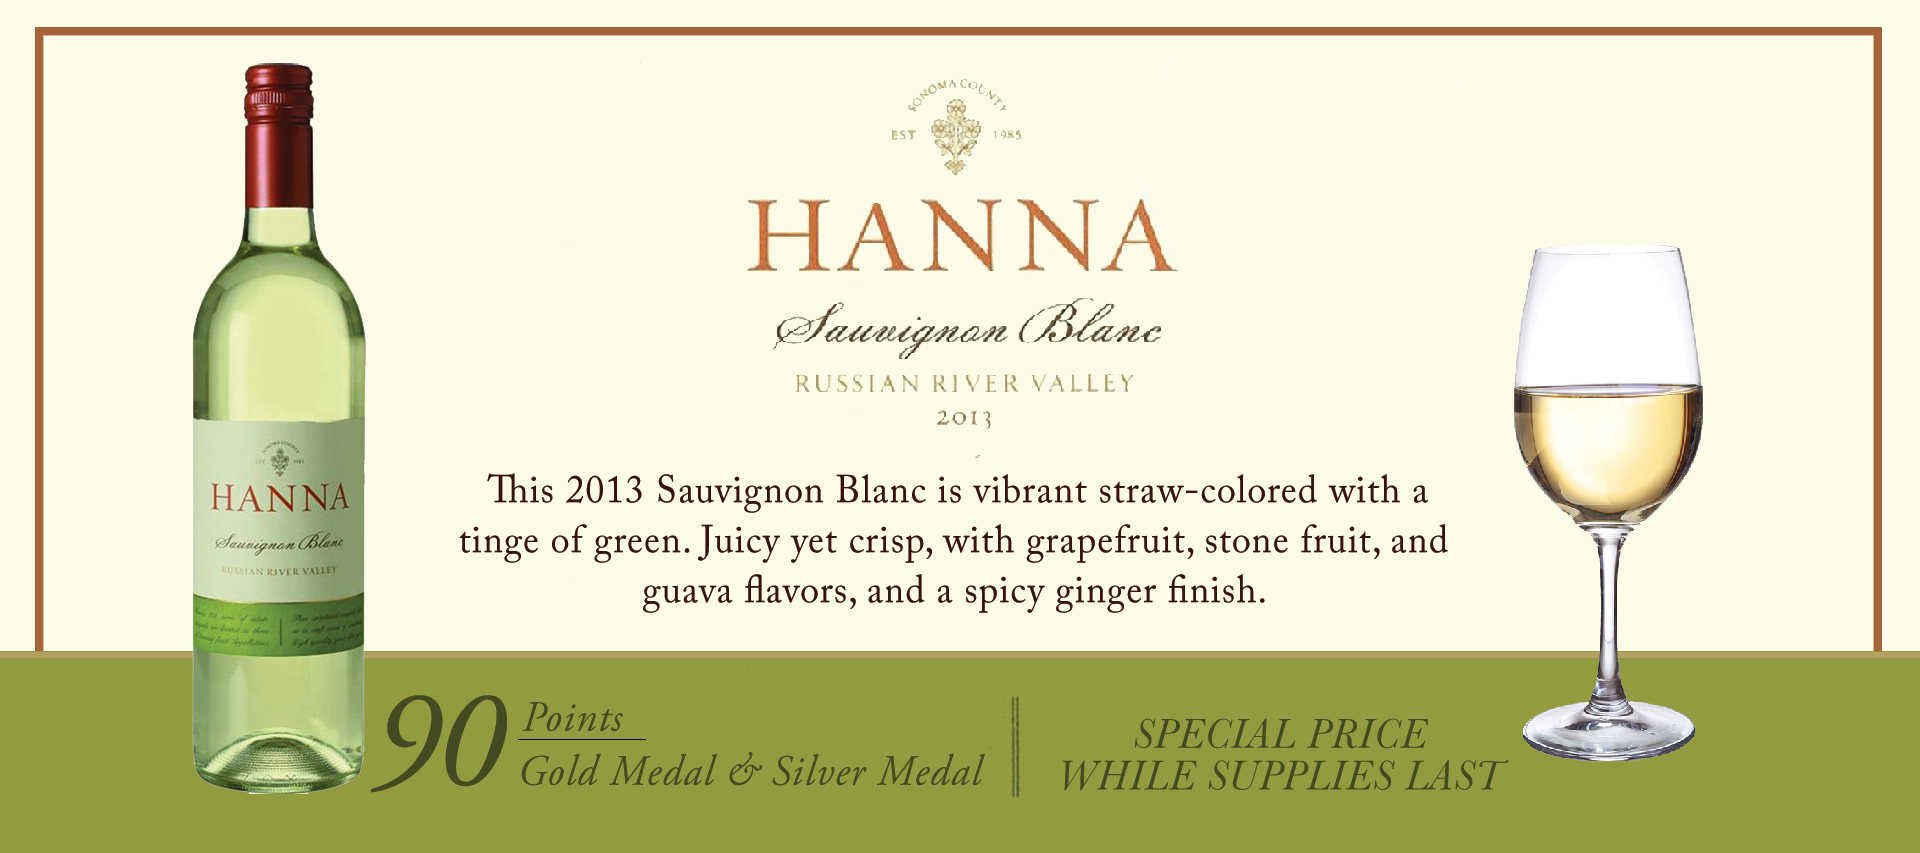 SONOMA COUNTY
EST 1985
HANNA
Sauvignon Blanc
RUSSIAN RIVER VALLEY
2013
This 2013 Sauvignon Blanc is vibrant straw-colored with a
tinge of green. Juicy yet crisp, with grapefruit, stone fruit, and
guava flavors, and a spicy ginger finish.
SONOMA COUNTY
HANNA
Sauvignon Blanc
RUSSIAN RIVER VALLEY
90 Points
Gold Medal & Silver Medal
SPECIAL PRICE
WHILE SUPPLIES LAST